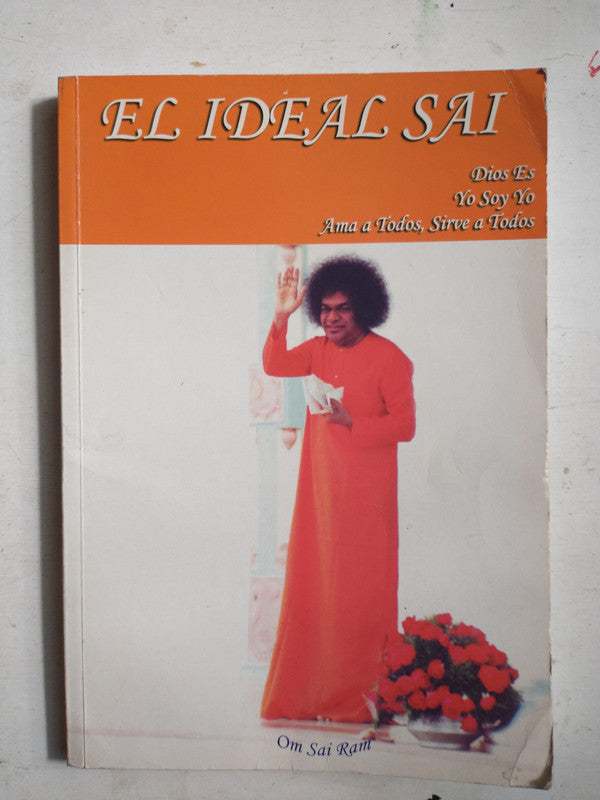 EL IDEAL SAI
Dios Es
Yo Soy Yo
Ama a Todos, Sirve a Todos
Om Sai Ram